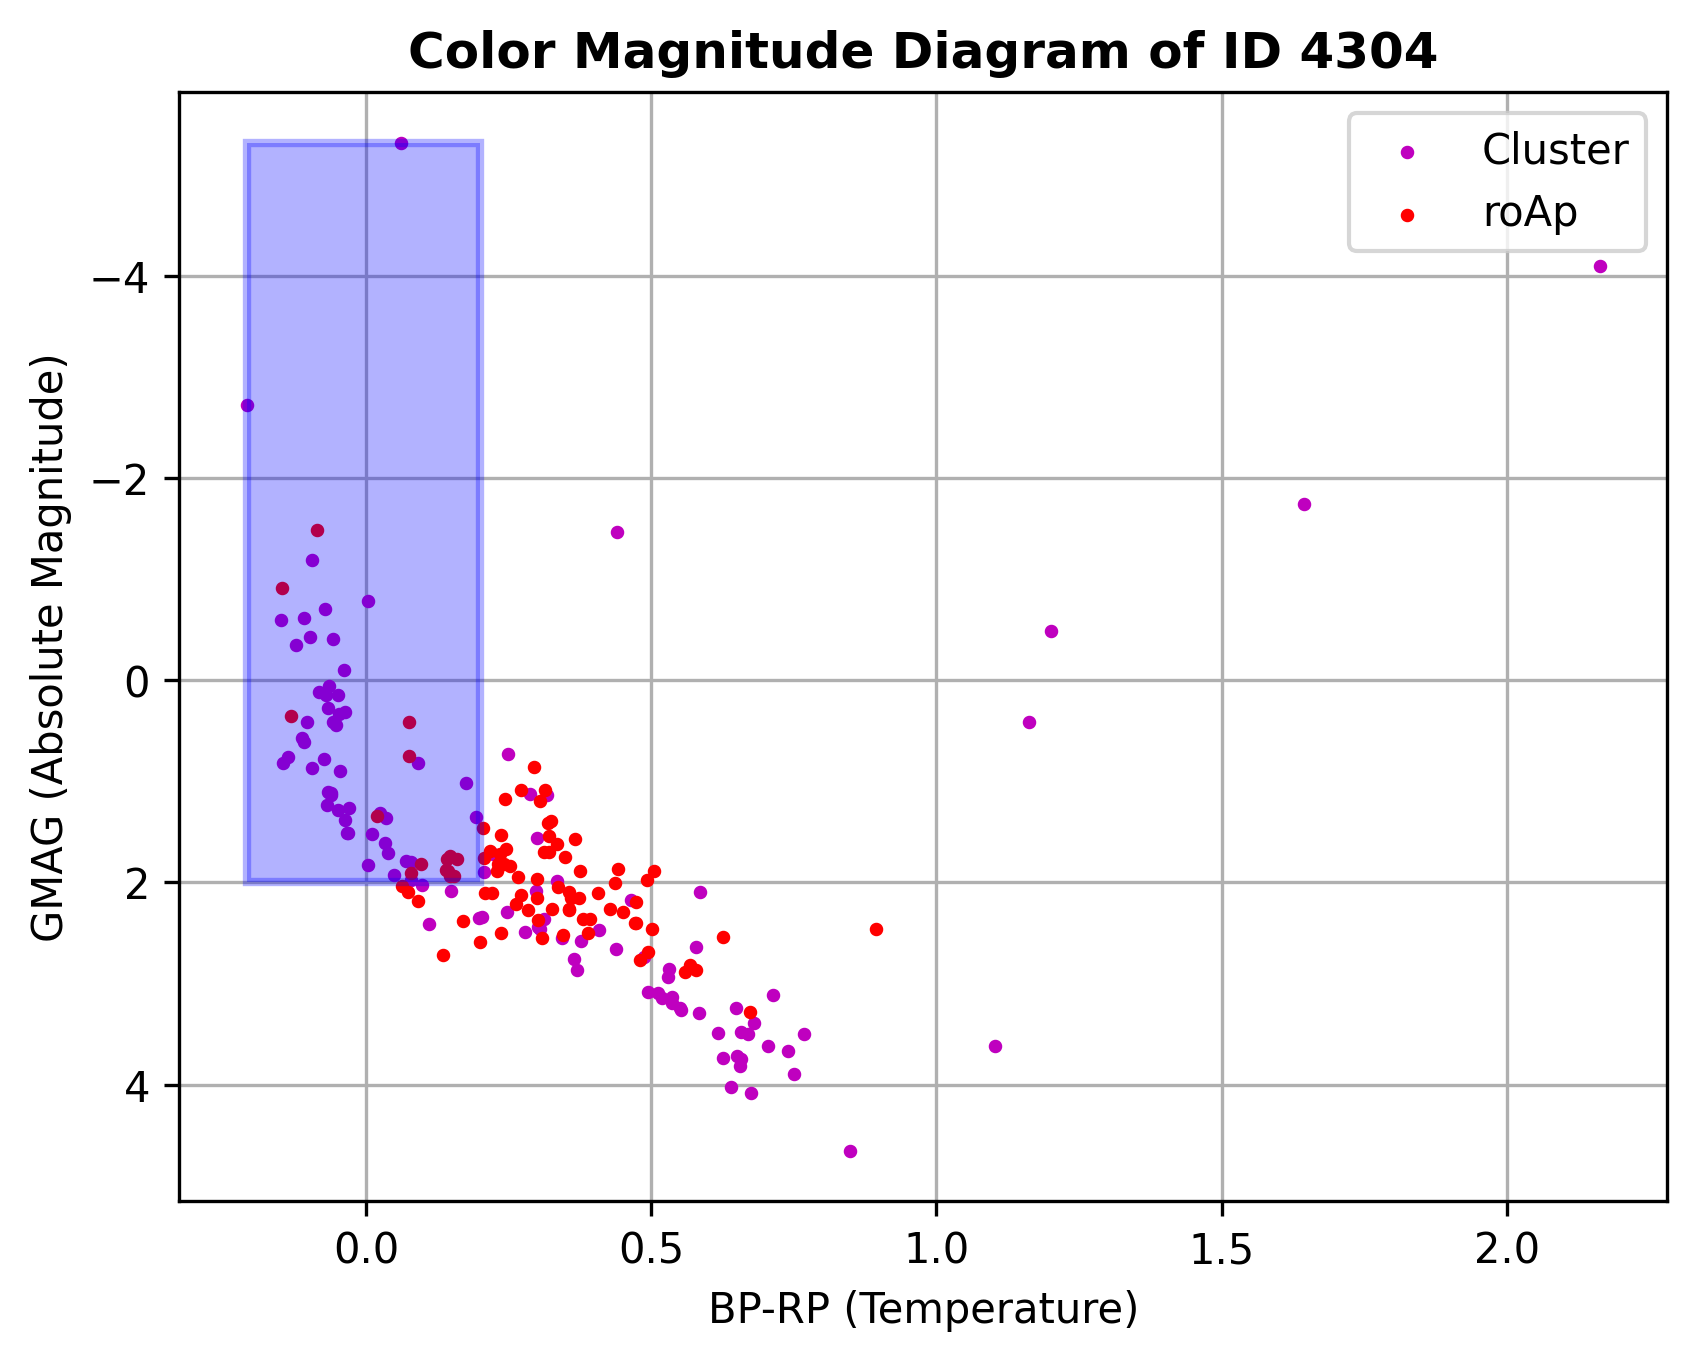 Color Magnitude Diagram of ID 4304
Cluster
roAp
GMAG (Absolute Magnitude)
−4
−2
0
2
4
0.0 0.5 1.0 1.5 2.0
BP-RP (Temperature)